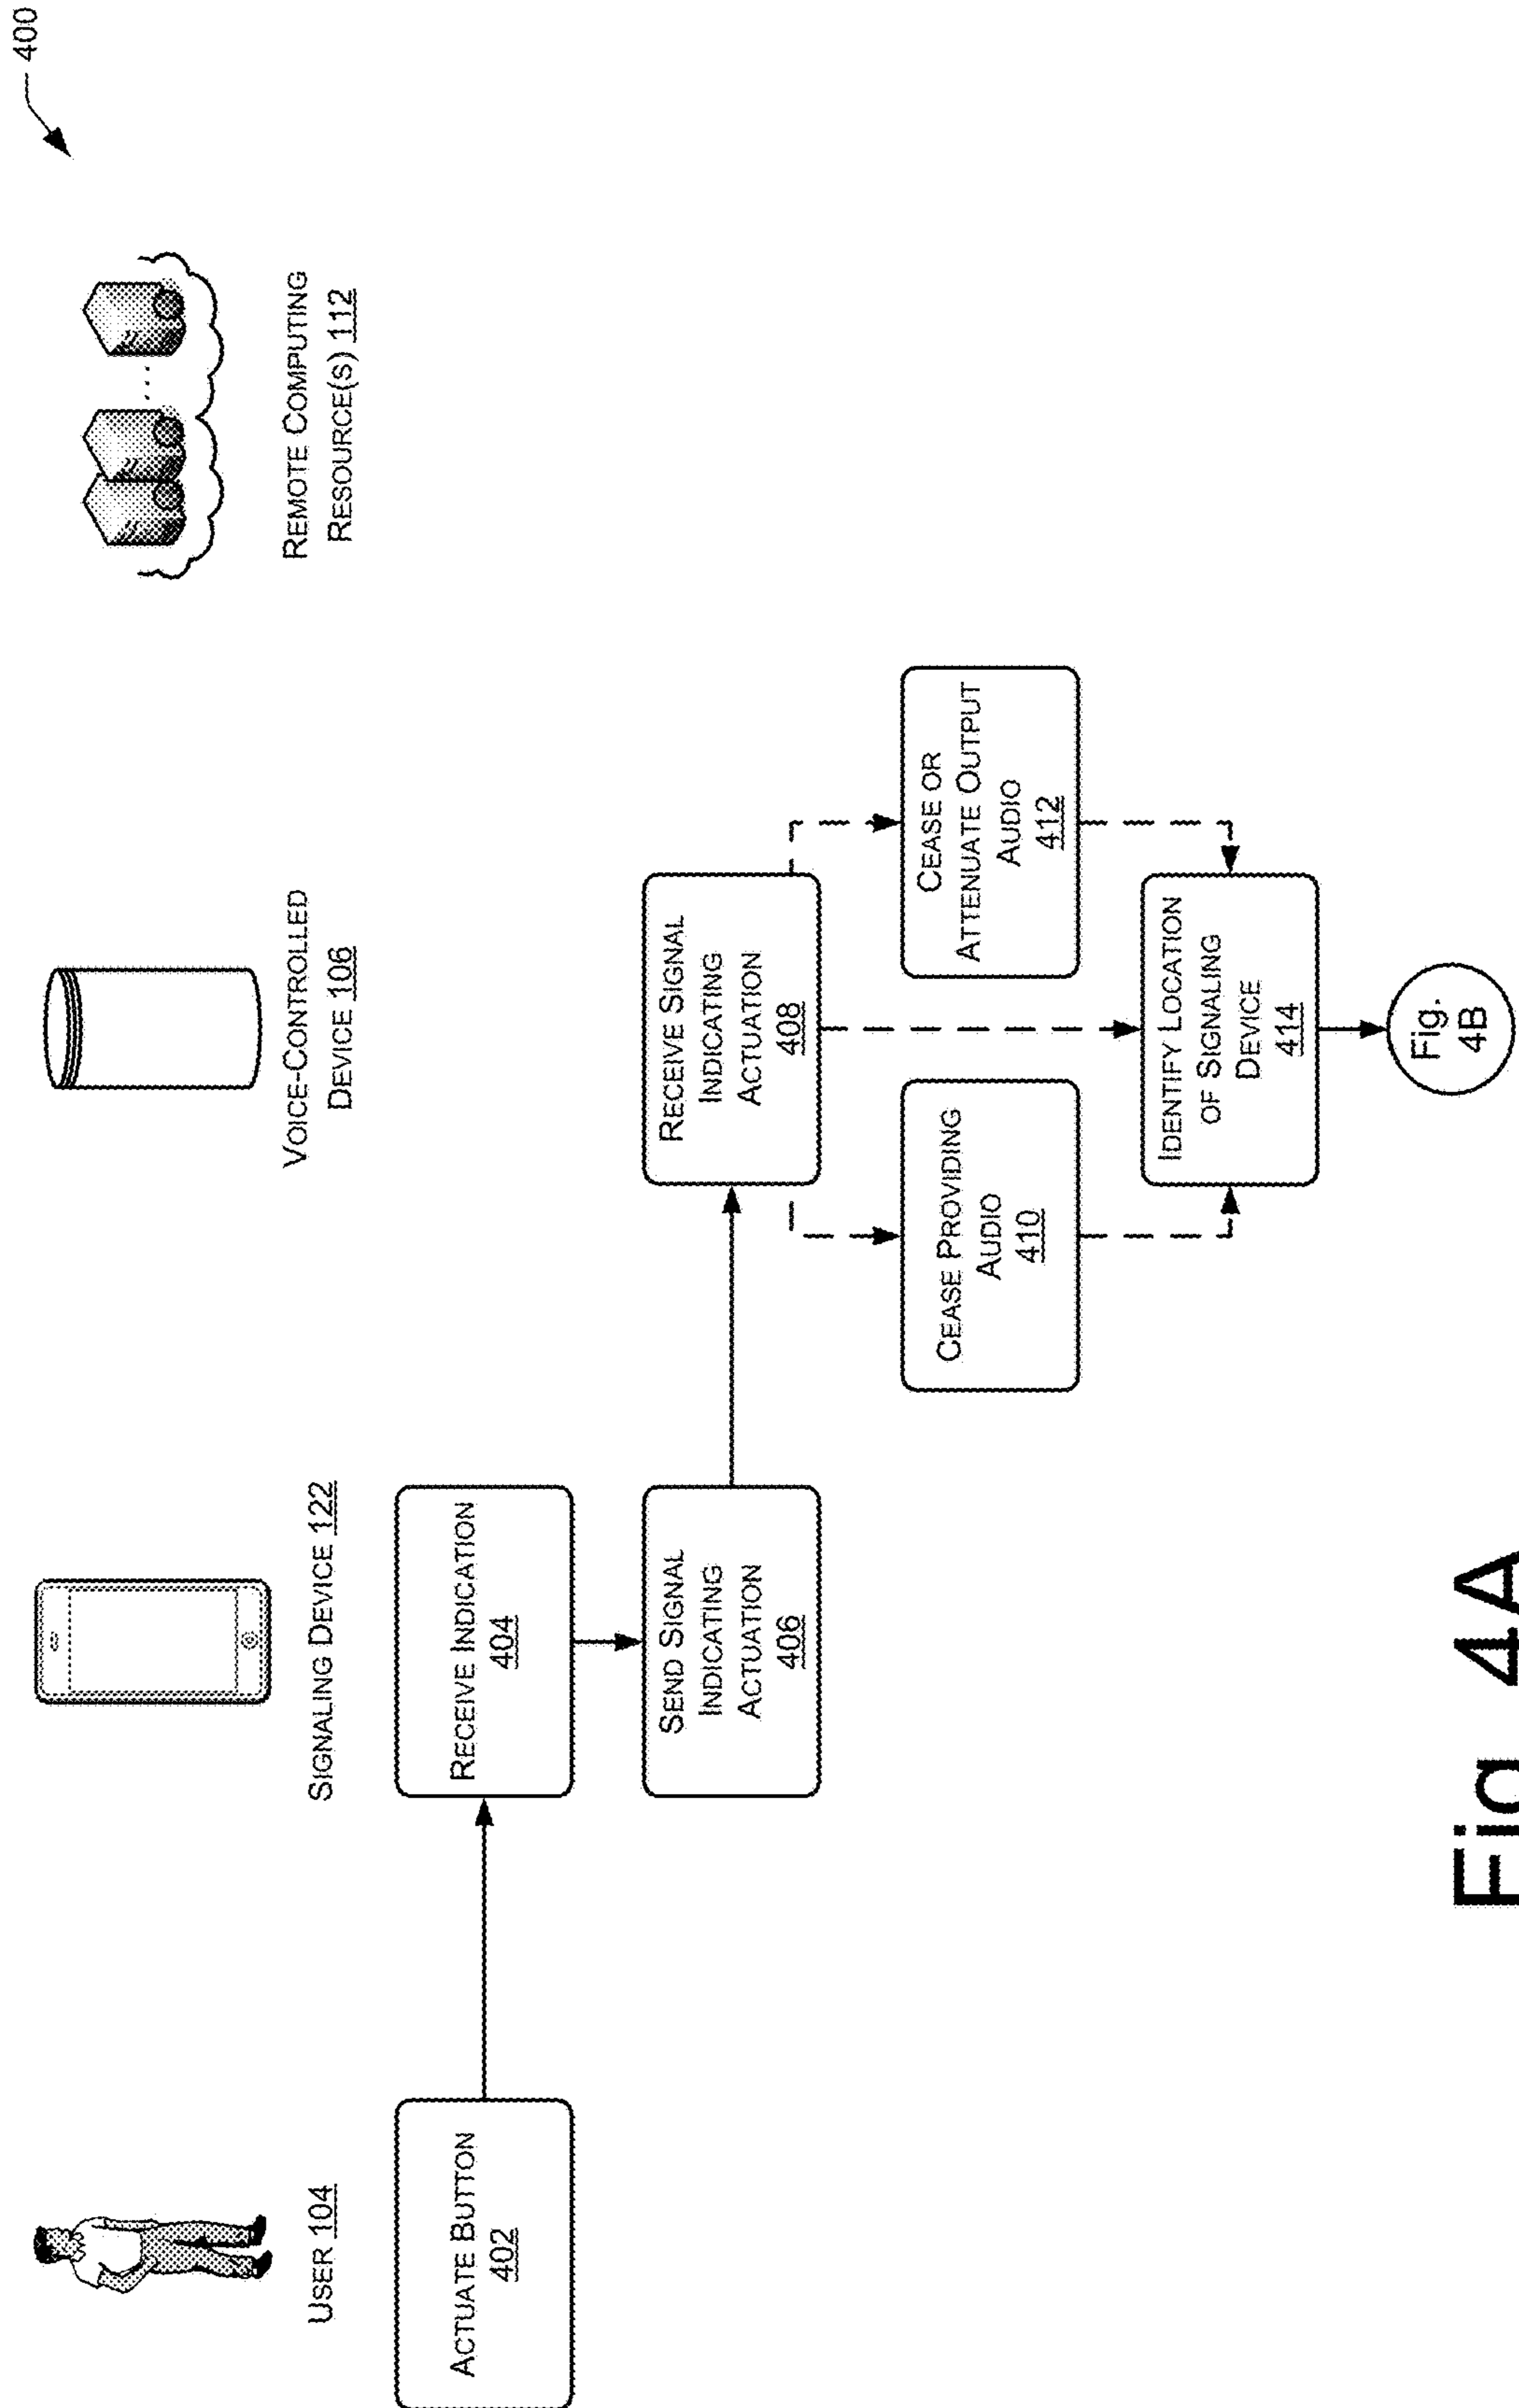 400
USER 104
SIGNALING DEVICE 122
VOICE-CONTROLLED
DEVICE 106
REMOTE COMPUTING
RESOURCE(S) 112
ACTUATE BUTTON
402
RECEIVE INDICATION
404
SEND SIGNAL
INDICATING
ACTUATION
406
RECEIVE SIGNAL
INDICATING
ACTUATION
408
CEASE PROVIDING
AUDIO
410
CEASE OR
ATTENUATE OUTPUT
AUDIO
412
IDENTIFY LOCATION
OF SIGNALING
DEVICE
414
Fig.
4B
Fig. 4A